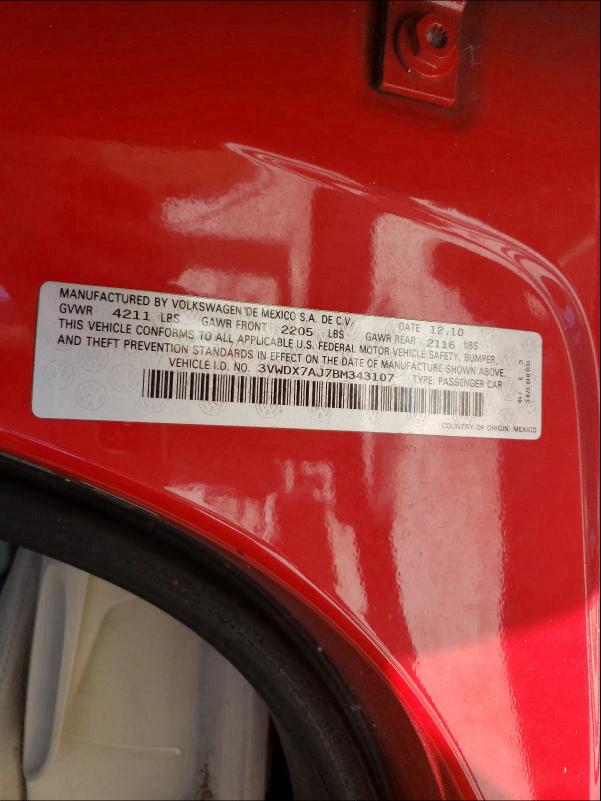 MANUFACTURED BY VOLKSWAGEN DE MEXICO S.A. DE C.V. DATE 12.10
GVWR 4211 LBS GAWR FRONT 2205 LBS GAWR REAR 2116 LBS
THIS VEHICLE CONFORMS TO ALL APPLICABLE U.S. FEDERAL MOTOR VEHICLE SAFETY, BUMPER,
AND THEFT PREVENTION STANDARDS IN EFFECT ON THE DATE OF MANUFACTURE SHOWN ABOVE.
VEHICLE I.D. NO. 3VWDX7AJ7BM343107 TYPE: PASSENGER CAR
COUNTRY OF ORIGIN: MEXICO